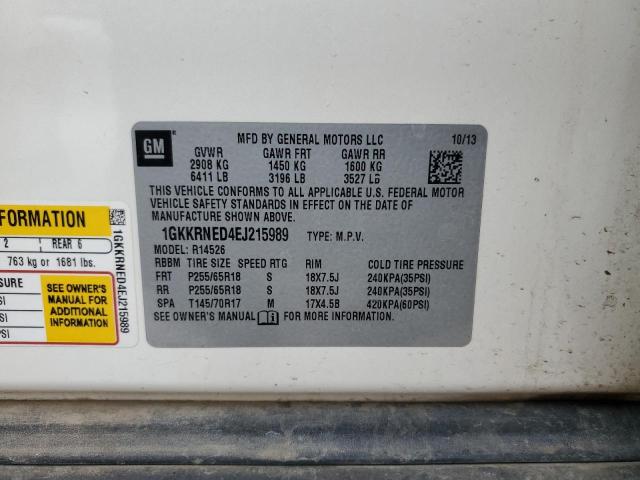 GM
MFD BY GENERAL MOTORS LLC 10/13
GVWR GAWR FRT GAWR RR
2908 KG 1450 KG 1600 KG
6411 LB 3196 LB 3527 LB
THIS VEHICLE CONFORMS TO ALL APPLICABLE U.S. FEDERAL MOTOR
VEHICLE SAFETY STANDARDS IN EFFECT ON THE DATE OF
MANUFACTURE SHOWN ABOVE.
1GKKRNED4EJ215989 TYPE: M.P.V.
MODEL: R14526
RBBM TIRE SIZE SPEED RTG RIM COLD TIRE PRESSURE
FRT P255/65R18 S 18X7.5J 240KPA(35PSI)
RR P255/65R18 S 18X7.5J 240KPA(35PSI)
SPA T145/70R17 M 17X4.5B 420KPA(60PSI)
SEE OWNER'S MANUAL FOR MORE INFORMATION.
FORMATION
2 REAR 6
763 kg or 1681 lbs.
SEE OWNER'S
MANUAL FOR
ADDITIONAL
INFORMATION
1GKKRNED4EJ215989